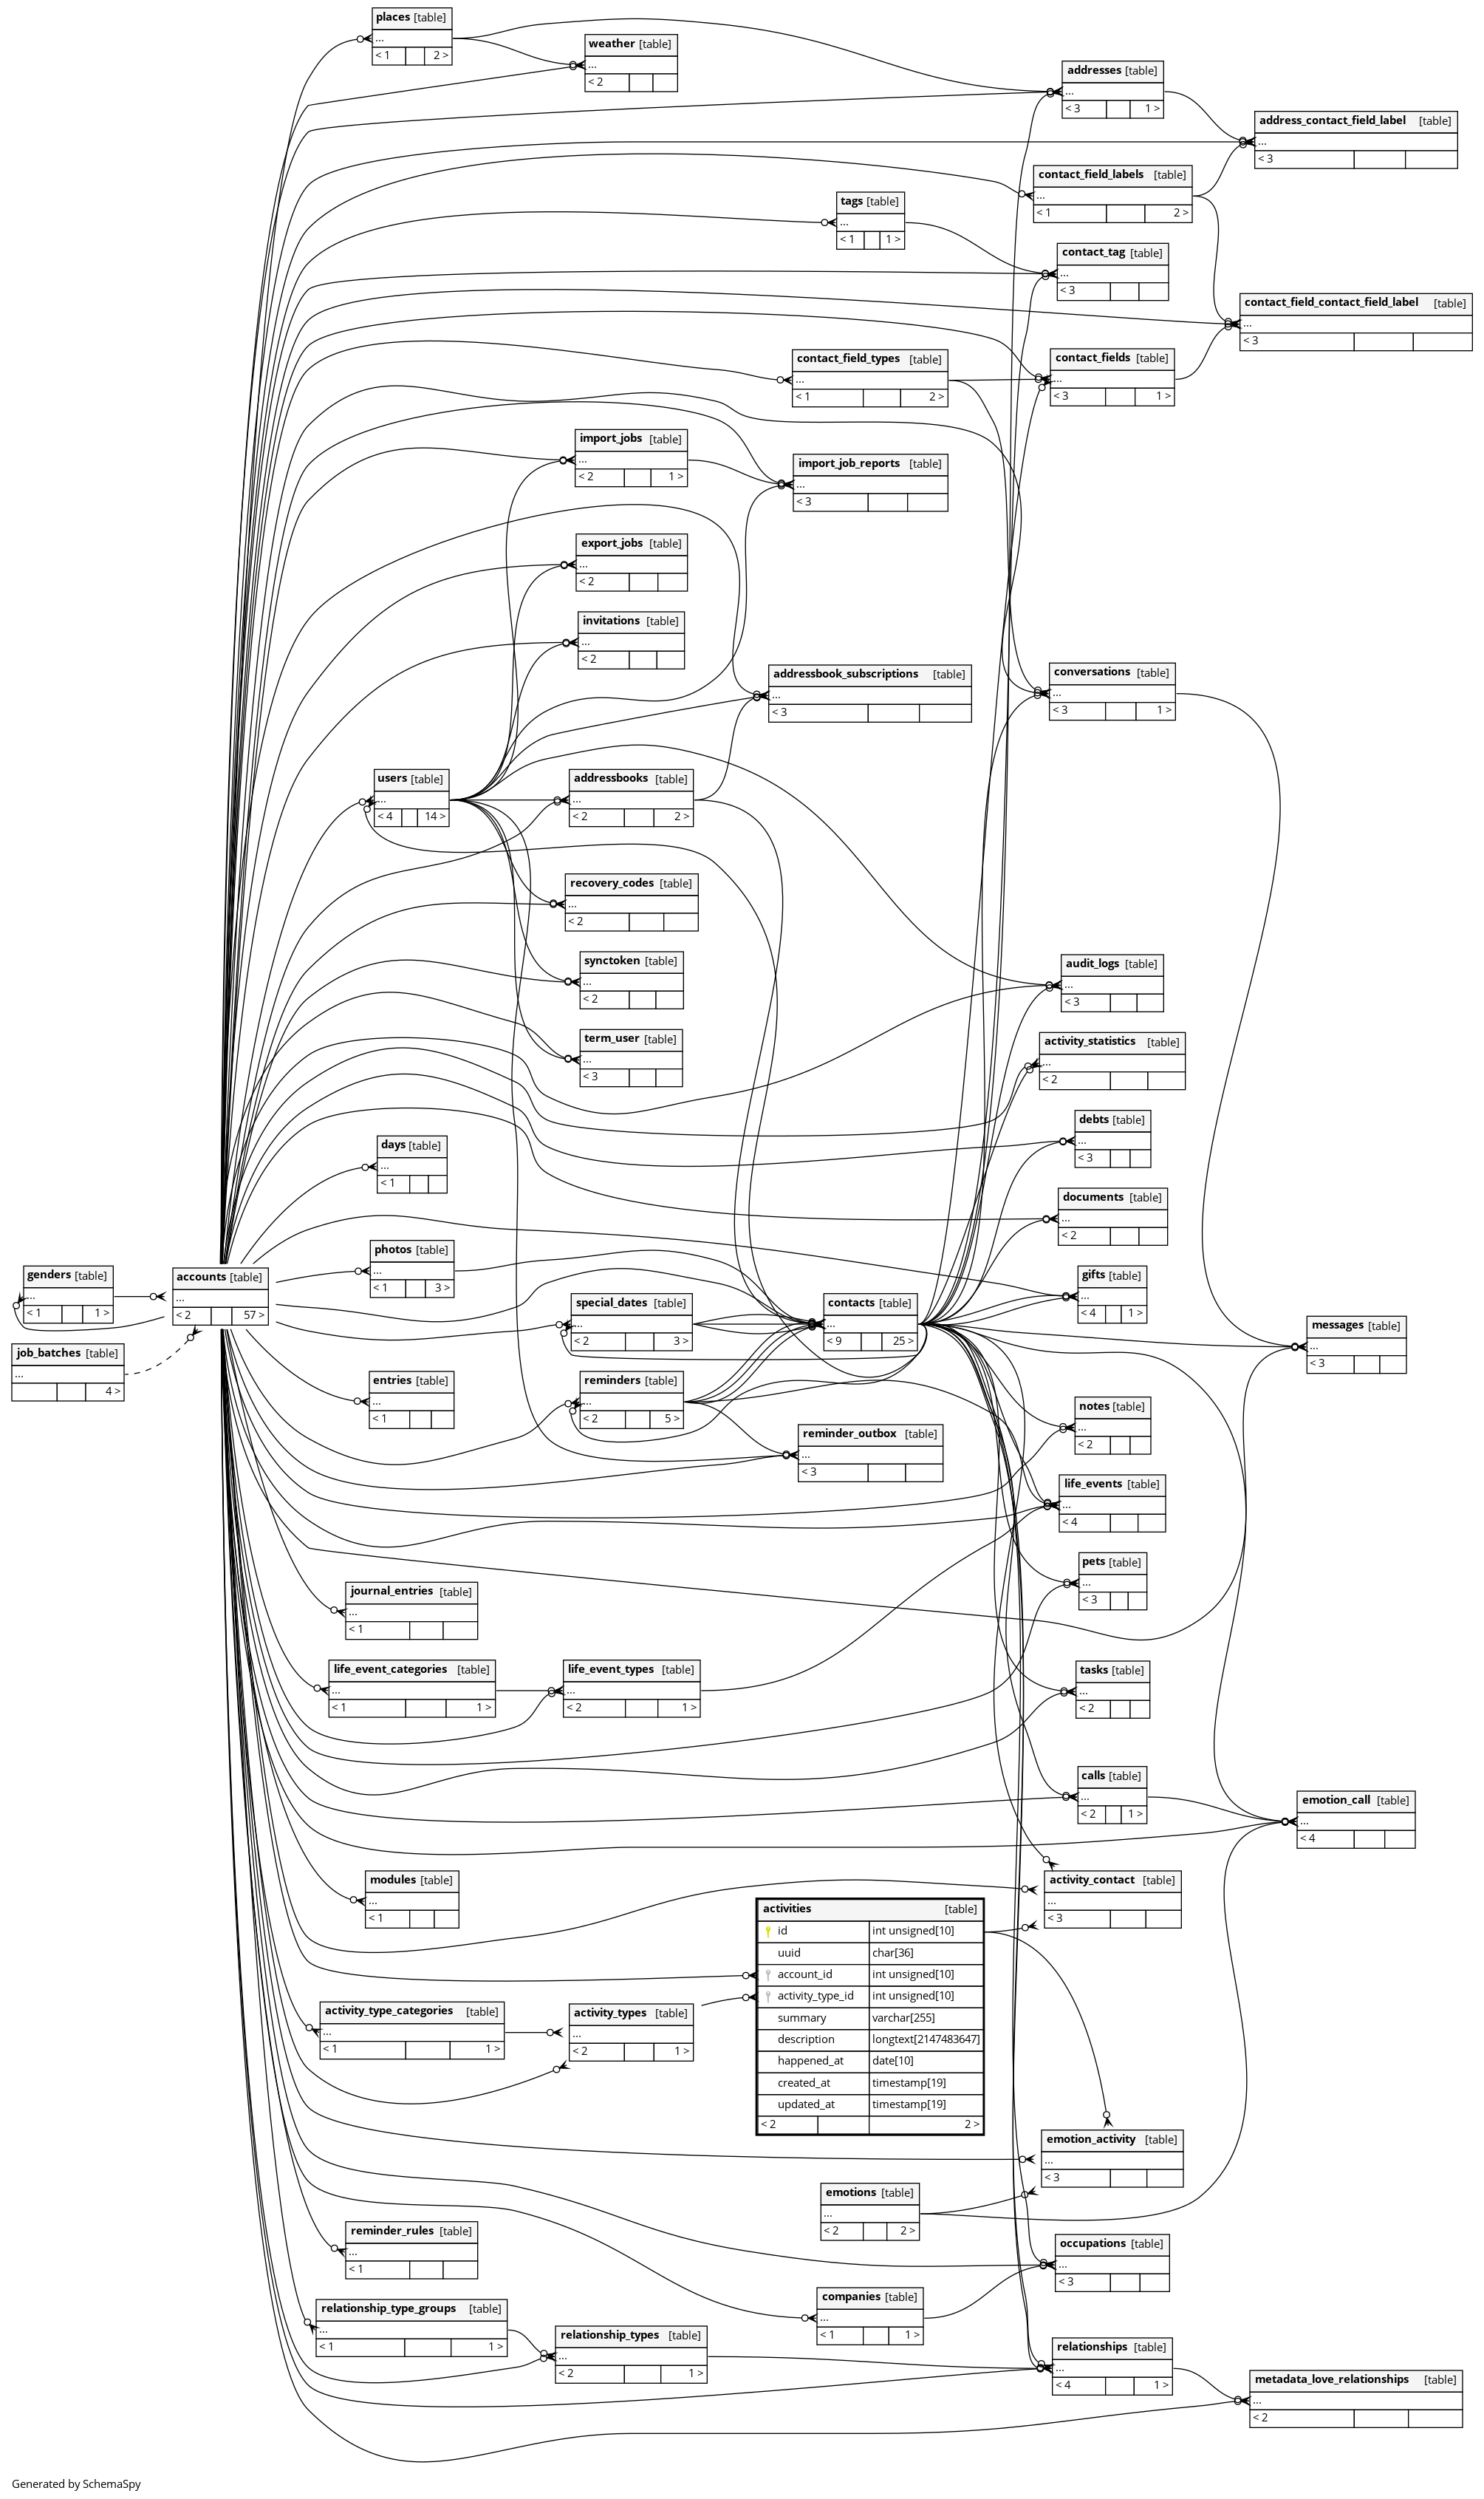 places [table]
...
< 1 2 >
weather [table]
...
< 2
addresses [table]
...
< 3 1 >
address_contact_field_label [table]
...
< 3
contact_field_labels [table]
...
< 1 2 >
tags [table]
...
< 1 1 >
contact_tag [table]
...
< 3
contact_field_contact_field_label [table]
...
< 3
contact_field_types [table]
...
< 1 2 >
contact_fields [table]
...
< 3 1 >
import_jobs [table]
...
< 2 1 >
import_job_reports [table]
...
< 3
export_jobs [table]
...
< 2
invitations [table]
...
< 2
addressbook_subscriptions [table]
...
< 3
conversations [table]
...
< 3 1 >
users [table]
...
< 4 14 >
addressbooks [table]
...
< 2 2 >
recovery_codes [table]
...
< 2
synctoken [table]
...
< 2
audit_logs [table]
...
< 3
term_user [table]
...
< 3
activity_statistics [table]
...
< 2
days [table]
...
< 1
debts [table]
...
< 3
documents [table]
...
< 2
photos [table]
...
< 1 3 >
genders [table]
...
< 1 1 >
accounts [table]
...
< 2 57 >
gifts [table]
...
< 4 1 >
special_dates [table]
...
< 2 3 >
contacts [table]
...
< 9 25 >
messages [table]
...
< 3
job_batches [table]
...
4 >
entries [table]
...
< 1
reminders [table]
...
< 2 5 >
notes [table]
...
< 2
reminder_outbox [table]
...
< 3
life_events [table]
...
< 4
pets [table]
...
< 3
journal_entries [table]
...
< 1
life_event_categories [table]
...
< 1 1 >
life_event_types [table]
...
< 2 1 >
tasks [table]
...
< 2
calls [table]
...
< 2 1 >
emotion_call [table]
...
< 4
modules [table]
...
< 1
activity_contact [table]
...
< 3
activities [table]
id int unsigned[10]
uuid char[36]
account_id int unsigned[10]
activity_type_id int unsigned[10]
summary varchar[255]
description longtext[2147483647]
happened_at date[10]
created_at timestamp[19]
updated_at timestamp[19]
< 2 2 >
activity_type_categories [table]
...
< 1 1 >
activity_types [table]
...
< 2 1 >
emotion_activity [table]
...
< 3
emotions [table]
...
< 2 2 >
reminder_rules [table]
...
< 1
occupations [table]
...
< 3
companies [table]
...
< 1 1 >
relationship_type_groups [table]
...
< 1 1 >
relationship_types [table]
...
< 2 1 >
relationships [table]
...
< 4 1 >
metadata_love_relationships [table]
...
< 2
Generated by SchemaSpy